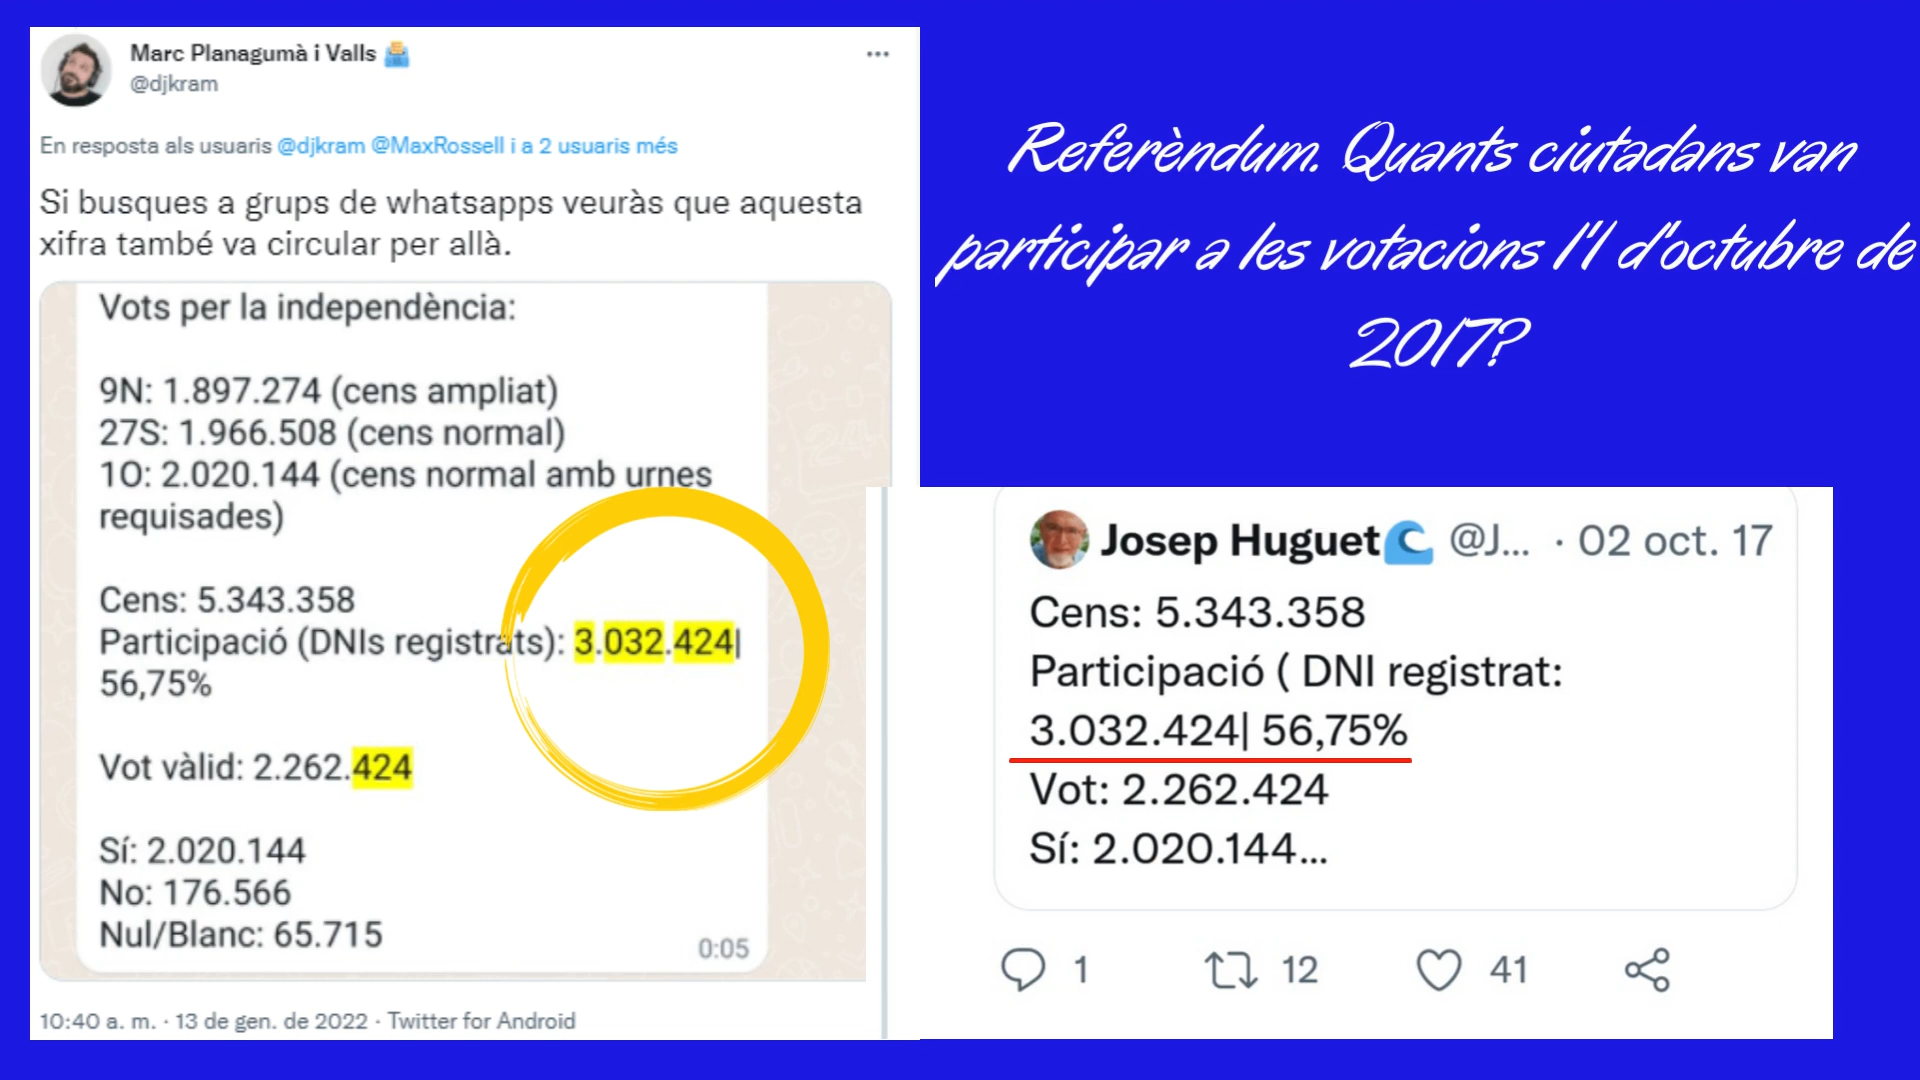 Marc Planagumà i Valls
@djkram
En resposta als usuaris @djkram @MaxRossell i a 2 usuaris més
Si busques a grups de whatsapps veuràs que aquesta
xifra també va circular per allà.
Vots per la independència:
9N: 1.897.274 (cens ampliat)
27S: 1.966.508 (cens normal)
1O: 2.020.144 (cens normal amb urnes
requisades)
Cens: 5.343.358
Participació (DNIs registrats): 3.032.424|
56,75%
Vot vàlid: 2.262.424
Sí: 2.020.144
No: 176.566
Nul/Blanc: 65.715
0:05
10:40 a. m. · 13 de gen. de 2022 · Twitter for Android
Referèndum. Quants ciutadans van
participar a les votacions l'1 d'octubre de
2017?
Josep Huguet @J... · 02 oct. 17
Cens: 5.343.358
Participació ( DNI registrat:
3.032.424| 56,75%
Vot: 2.262.424
Sí: 2.020.144...
1 12 41